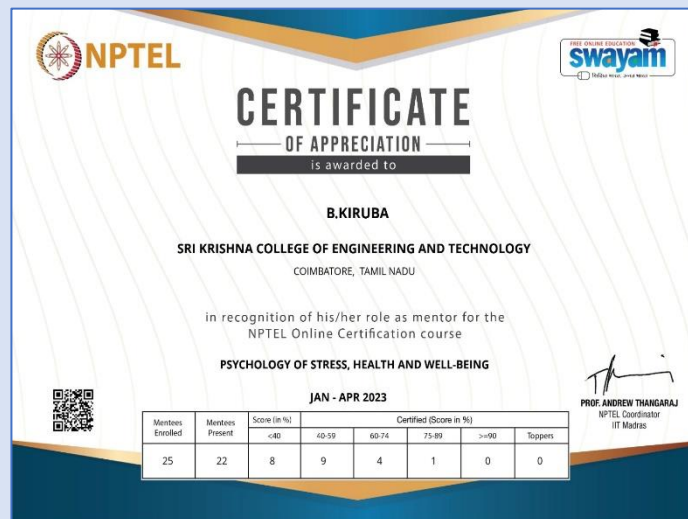 NPTEL
FREE ONLINE EDUCATION
swayam
CERTIFICATE
OF APPRECIATION
is awarded to
B.KIRUBA
SRI KRISHNA COLLEGE OF ENGINEERING AND TECHNOLOGY
COIMBATORE, TAMIL NADU
in recognition of his/her role as mentor for the
NPTEL Online Certification course
PSYCHOLOGY OF STRESS, HEALTH AND WELL-BEING
JAN - APR 2023
PROF. ANDREW THANGARAJ
NPTEL Coordinator
IIT Madras
Mentees Enrolled Mentees Present Score (in %) Certified (Score in %)
<40 40-59 60-74 75-89 >=90 Toppers
25 22 8 9 4 1 0 0